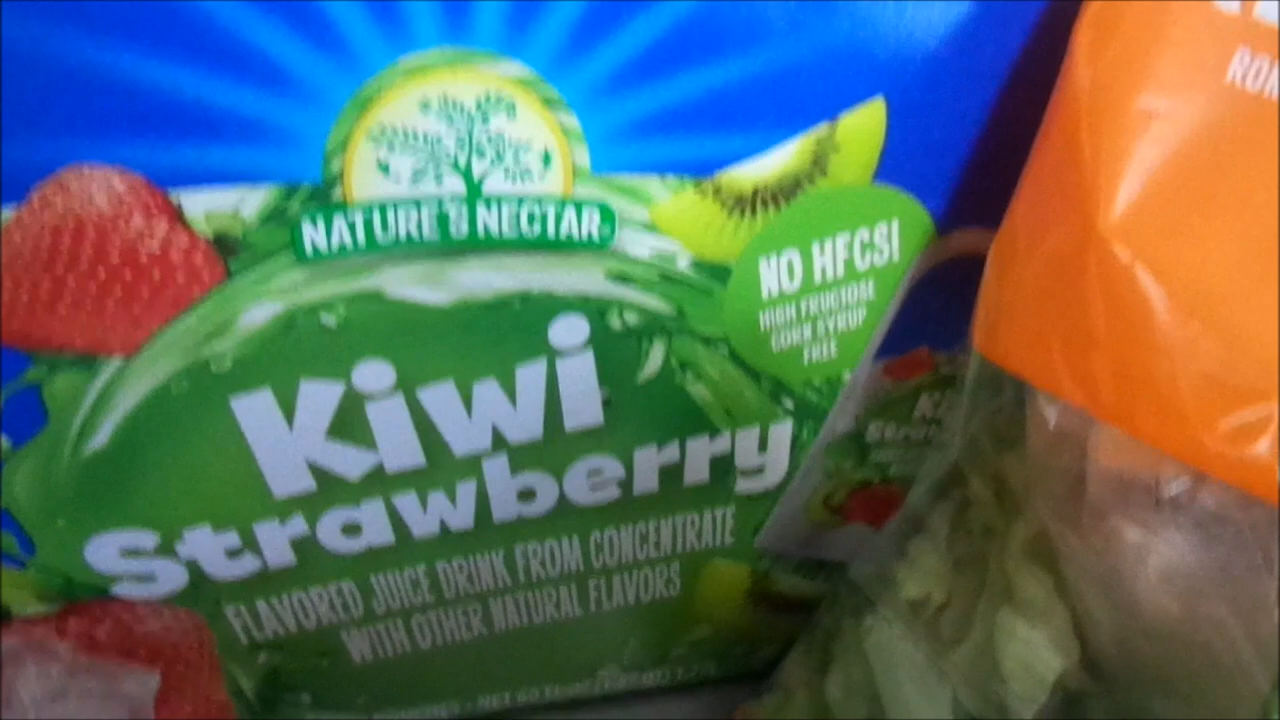 NATURE'S NECTAR
NO HFCS!
HIGH FRUCTOSE
CORN SYRUP
FREE
Kiwi
Strawberry
FLAVORED JUICE DRINK FROM CONCENTRATE
WITH OTHER NATURAL FLAVORS